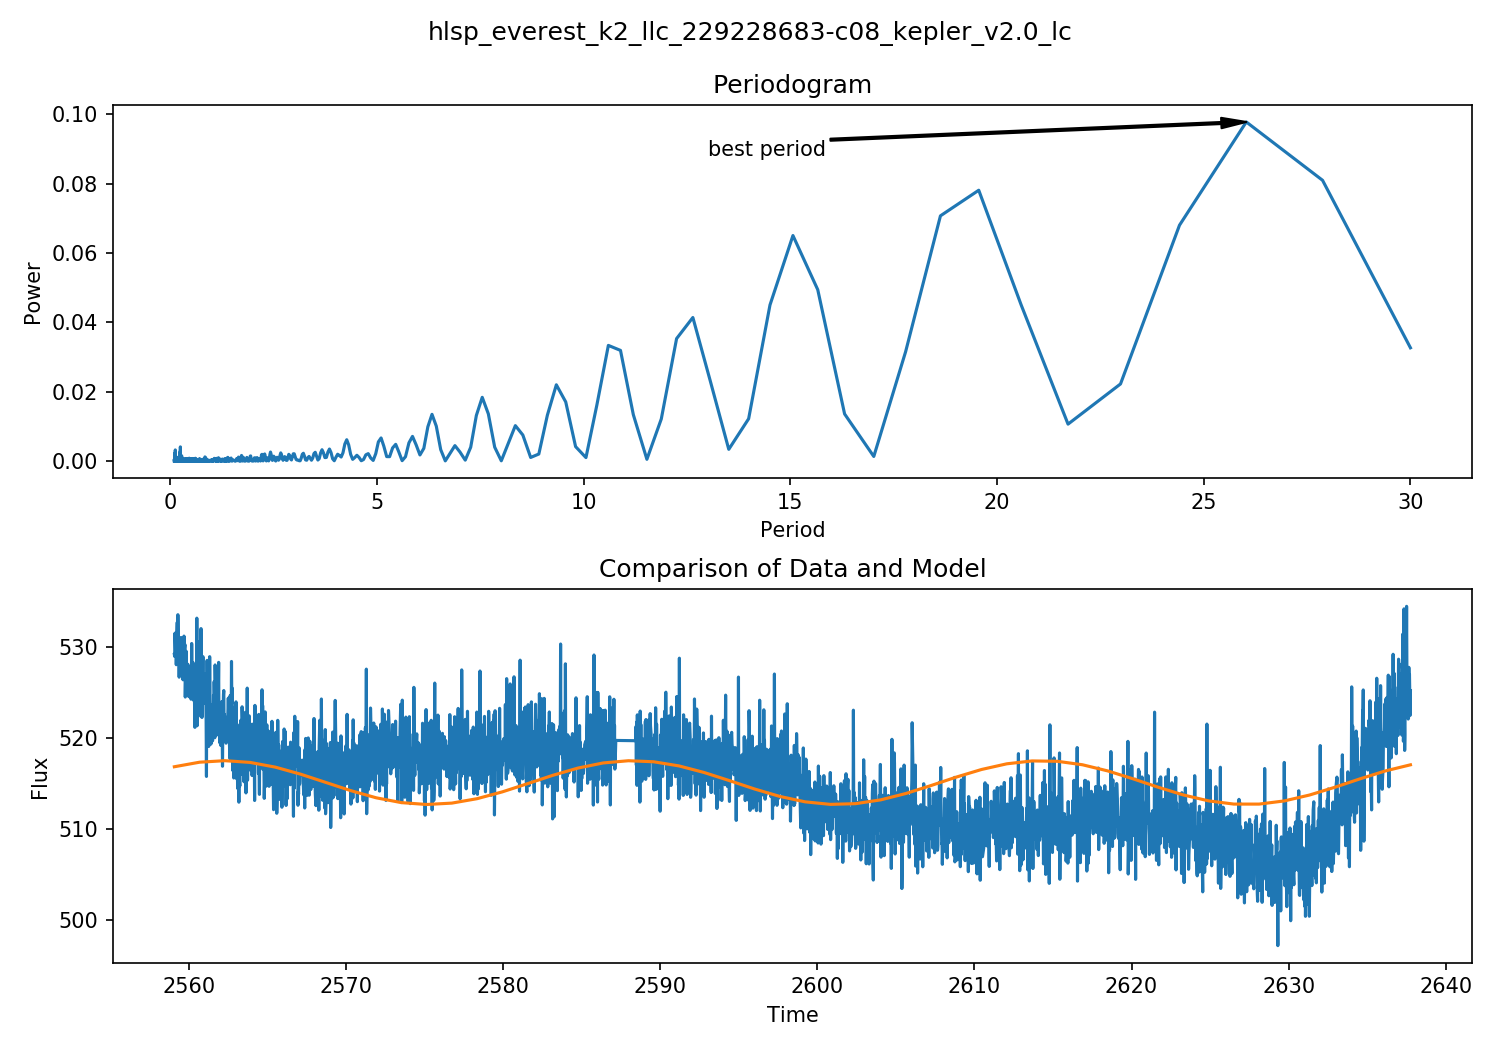 hlsp_everest_k2_llc_229228683-c08_kepler_v2.0_lc
Periodogram
0.10
0.08
0.06
0.04
0.02
0.00
Power
best period
0 5 10 15 20 25 30
Period
Comparison of Data and Model
530
520
510
500
Flux
2560 2570 2580 2590 2600 2610 2620 2630 2640
Time